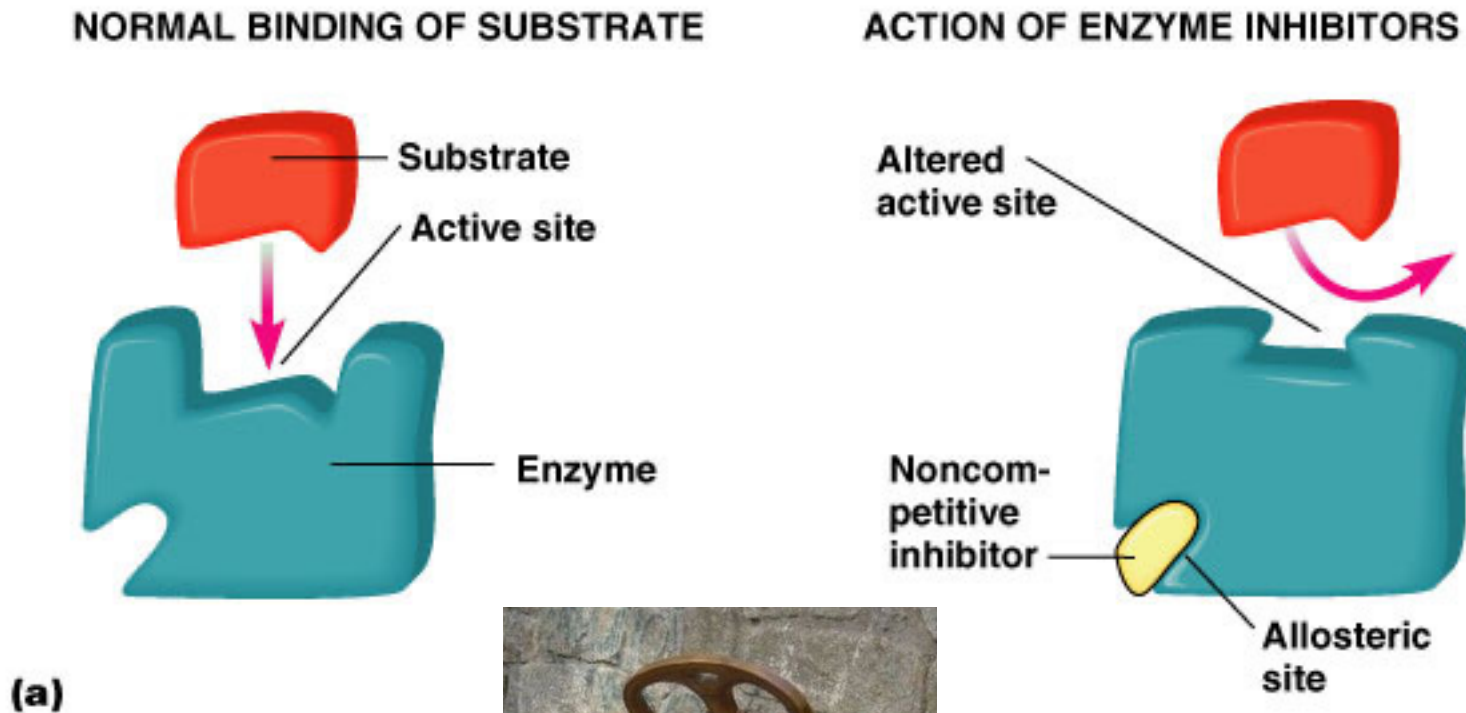 NORMAL BINDING OF SUBSTRATE
ACTION OF ENZYME INHIBITORS
Substrate
Active site
Enzyme
Altered
active site
Noncom-
petitive
inhibitor
Allosteric
site
(a)